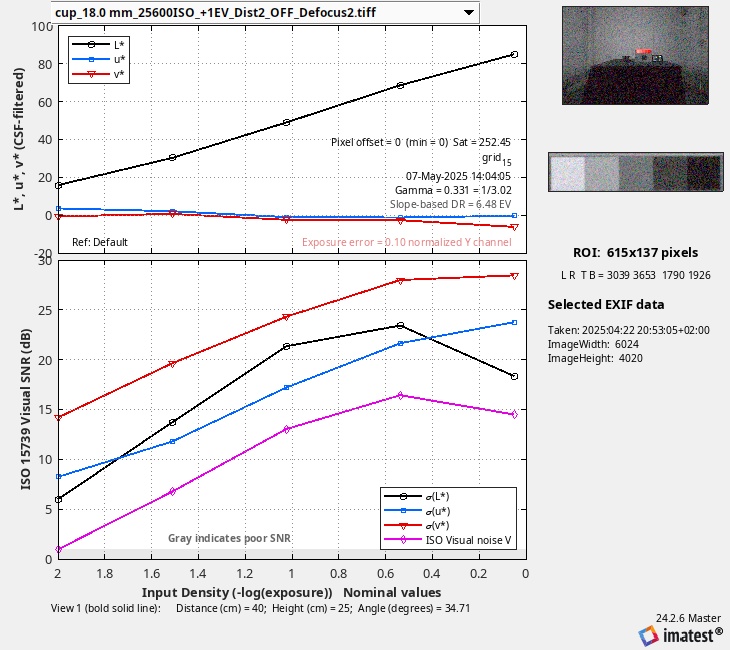 cup_18.0 mm_25600ISO_+1EV_Dist2_OFF_Defocus2.tiff
L*, u*, v* (CSF-filtered)
100
80
60
40
20
0
-20
L*
u*
v*
Pixel offset = 0 (min = 0) Sat = 252.45
grid15
07-May-2025 14:04:05
Gamma = 0.331 = 1/3.02
Slope-based DR = 6.48 EV
Ref: Default
Exposure error = 0.10 normalized Y channel
ISO 15739 Visual SNR (dB)
30
25
20
15
10
5
0
𝜎(L*)
𝜎(u*)
𝜎(v*)
ISO Visual noise V
Gray indicates poor SNR
2 1.8 1.6 1.4 1.2 1 0.8 0.6 0.4 0.2 0
Input Density (-log(exposure)) Nominal values
View 1 (bold solid line): Distance (cm) = 40; Height (cm) = 25; Angle (degrees) = 34.71
ROI: 615x137 pixels
L R T B = 3039 3653 1790 1926
Selected EXIF data
Taken: 2025:04:22 20:53:05+02:00
ImageWidth: 6024
ImageHeight: 4020
24.2.6 Master
imatest®